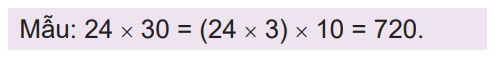 Mẫu: 24 × 30 = (24 × 3) × 10 = 720.